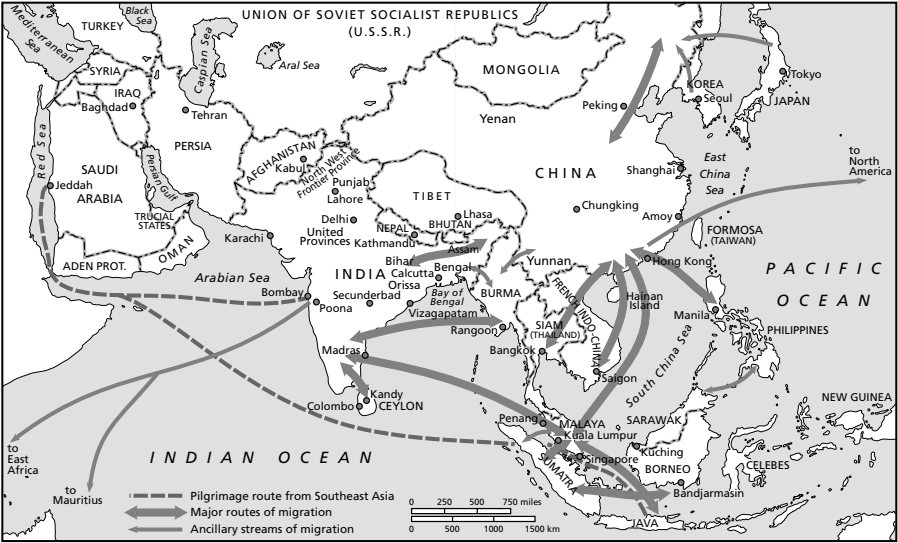 UNION OF SOVIET SOCIALIST REPUBLICS
(U.S.S.R.)
Black
Sea
Mediterranean
Sea
TURKEY
Caspian Sea
Aral Sea
SYRIA
IRAQ
Baghdad
Tehran
PERSIA
MONGOLIA
Yenan
Peking
KOREA
Seoul
Tokyo
JAPAN
Red Sea
SAUDI
ARABIA
Jeddah
Persian Gulf
TRUCIAL
STATES
OMAN
ADEN PROT.
AFGHANISTAN
Kabul
North West
Frontier Province
Punjab
Lahore
TIBET
Lhasa
CHINA
Chungking
Shanghai
East
China
Sea
to
North
America
Amoy
FORMOSA
(TAIWAN)
Delhi
United
Provinces
NEPAL
Kathmandu
BHUTAN
Assam
Karachi
Bihar
INDIA
Calcutta
Bengal
Orissa
Yunnan
Hong Kong
Arabian Sea
Bombay
Poona
Secunderbad
Bay of
Bengal
Vizagapatam
BURMA
Rangoon
FRENCH INDO-CHINA
Hainan
Island
SIAM
(THAILAND)
Bangkok
Saigon
South China Sea
Manila
PHILIPPINES
PACIFIC
OCEAN
Madras
Kandy
Colombo
CEYLON
Penang
MALAYA
Kuala Lumpur
Singapore
SUMATRA
SARAWAK
Kuching
BORNEO
Bandjarmasin
CELEBES
NEW GUINEA
JAVA
to
East
Africa
to
Mauritius
INDIAN OCEAN
Pilgrimage route from Southeast Asia
Major routes of migration
Ancillary streams of migration
0 250 500 750 miles
0 500 1000 1500 km